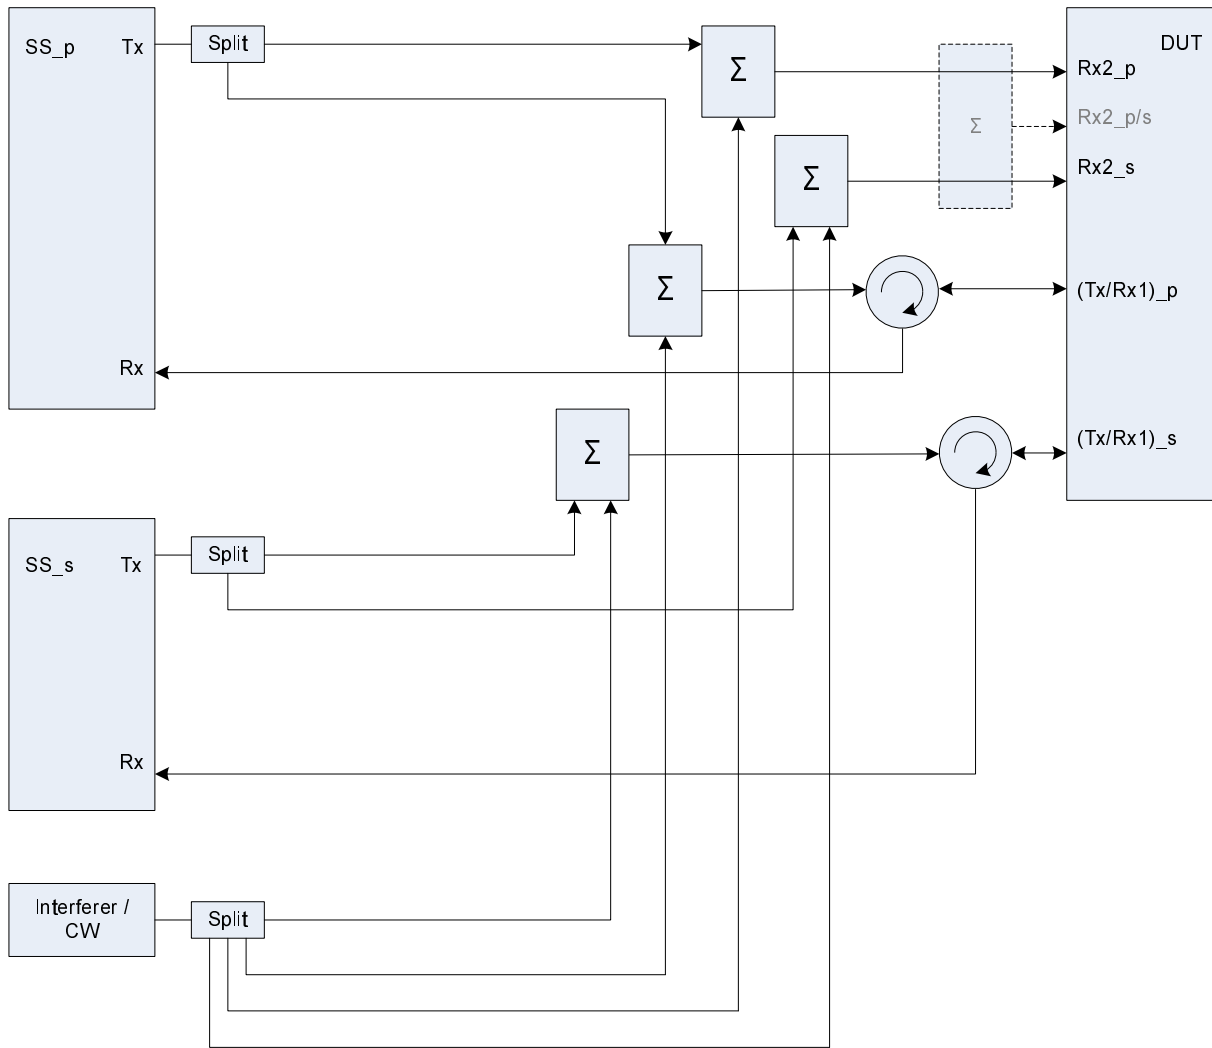 SS_p Tx
Split
Σ
DUT
Rx2_p
Σ
Rx2_p/s
Σ
Rx2_s
Σ
(Tx/Rx1)_p
Rx
Σ
(Tx/Rx1)_s
SS_s Tx
Split
Rx
Interferer /
CW
Split